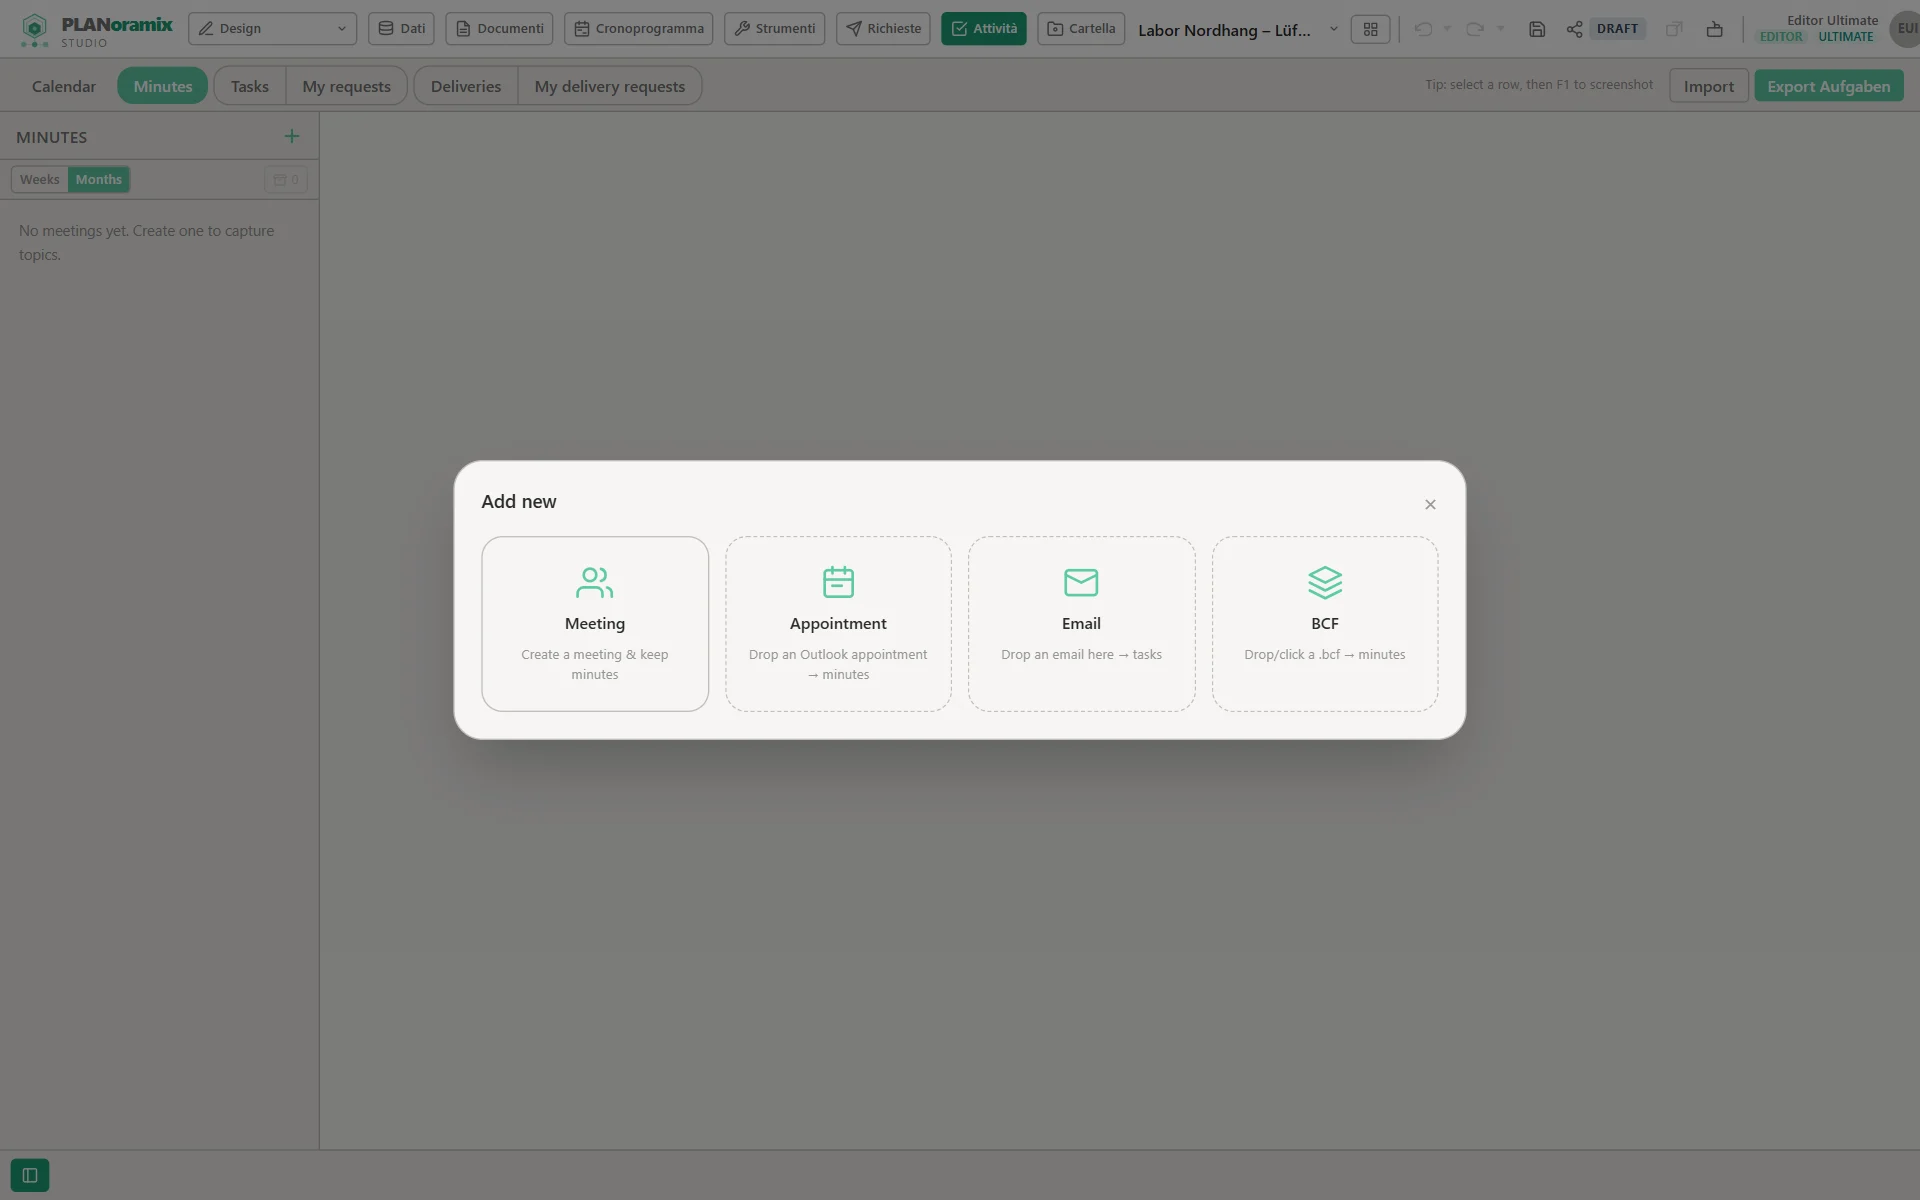 PLANoramix
STUDIO
Design
Dati
Documenti
Cronoprogramma
Strumenti
Richieste
Attività
Cartella
Labor Nordhang – Lüf...
DRAFT
Editor Ultimate
EDITOR ULTIMATE
EUI
Calendar
Minutes
Tasks
My requests
Deliveries
My delivery requests
Tip: select a row, then F1 to screenshot
Import
Export Aufgaben
MINUTES
Weeks
Months
0
No meetings yet. Create one to capture
topics.
Add new
Meeting
Create a meeting & keep
minutes
Appointment
Drop an Outlook appointment
→ minutes
Email
Drop an email here → tasks
BCF
Drop/click a .bcf → minutes